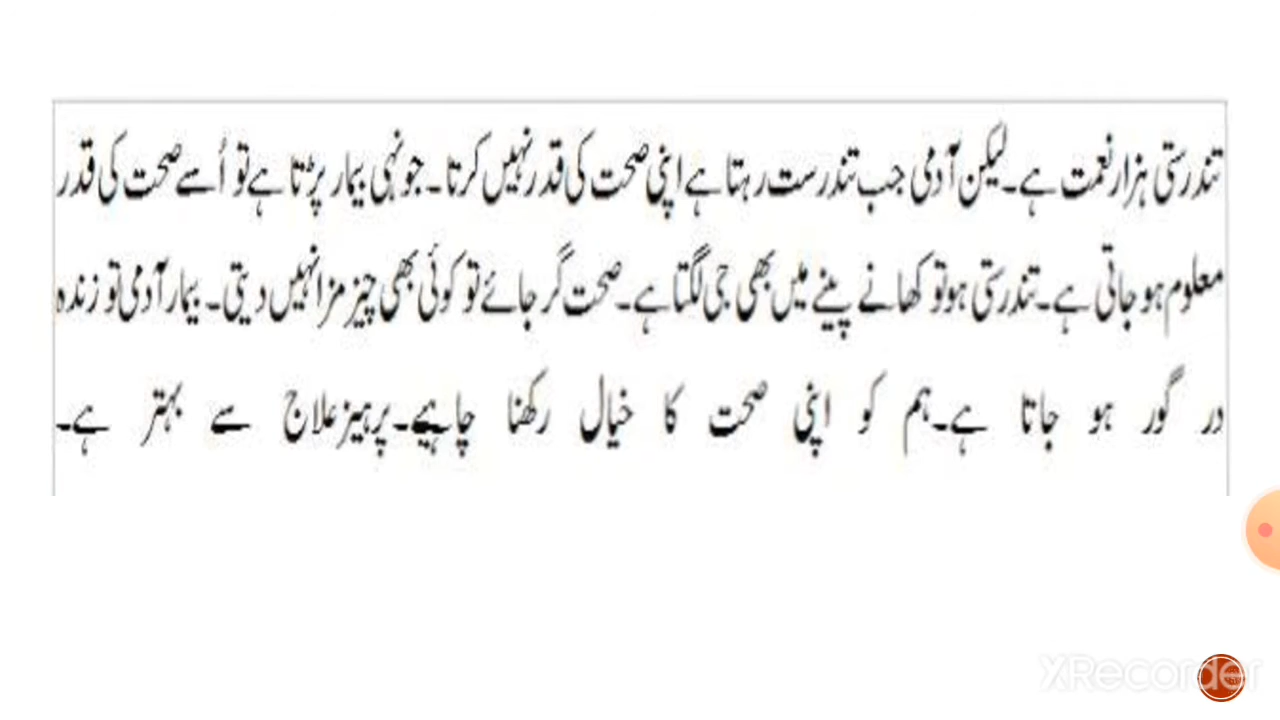 تندرستی ہزار نعمت ہے۔ لیکن آدمی جب تندرست رہتا ہے اپنی صحت کی قدر نہیں کرتا۔ جونہی بیمار پڑتا ہے تو اُسے صحت کی قدر
معلوم ہو جاتی ہے۔ تندرستی ہو تو کھانے پینے میں بھی جی لگتا ہے۔ صحت گر جائے تو کوئی بھی چیز مزا نہیں دیتی۔ بیمار آدمی تو زندہ
در گور ہو جاتا ہے۔ ہم کو اپنی صحت کا خیال رکھنا چاہیے۔ پرہیز علاج سے بہتر ہے۔
XRecorder